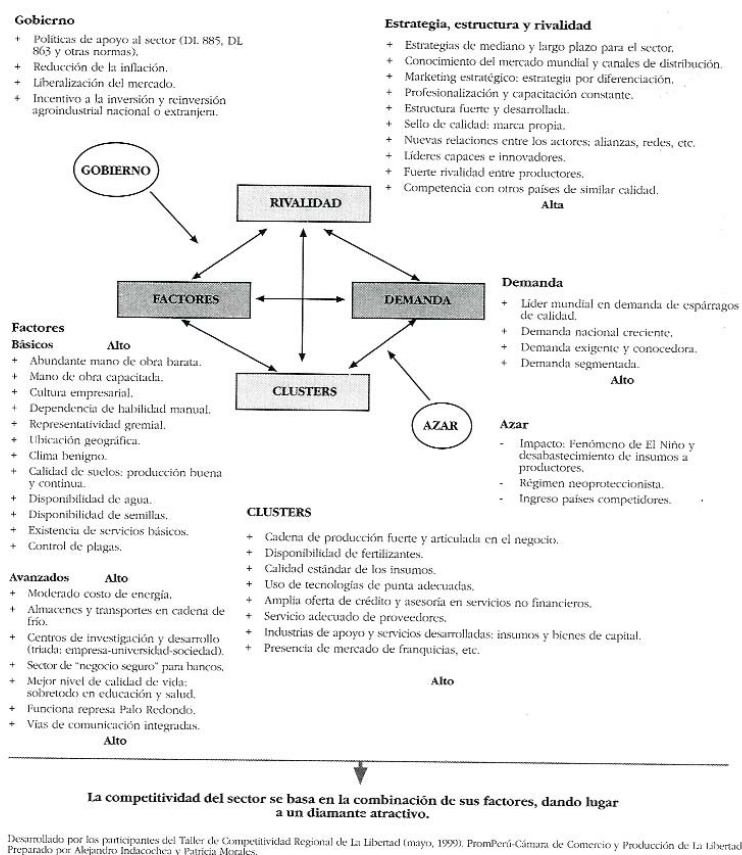 Gobierno
+ Políticas de apoyo al sector (DL 885, DL
863 y otras normas).
+ Reducción de la inflación.
+ Liberalización del mercado.
+ Incentivo a la inversión y reinversión
agroindustrial nacional o extranjera.
Estrategia, estructura y rivalidad
+ Estrategias de mediano y largo plazo para el sector.
+ Conocimiento del mercado mundial y canales de distribución.
+ Marketing estratégico: estrategia por diferenciación.
+ Profesionalización y capacitación constante.
+ Estructura fuerte y desarrollada.
+ Sello de calidad: marca propia.
+ Nuevas relaciones entre los actores: alianzas, redes, etc.
+ Líderes capaces e innovadores.
+ Fuerte rivalidad entre productores.
+ Competencia con otros países de similar calidad.
Alta
GOBIERNO
RIVALIDAD
FACTORES
DEMANDA
CLUSTERS
AZAR
Demanda
+ Líder mundial en demanda de espárragos
de calidad.
+ Demanda nacional creciente.
+ Demanda exigente y conocedora.
+ Demanda segmentada.
Alto
Factores
Básicos Alto
+ Abundante mano de obra barata.
+ Mano de obra capacitada.
+ Cultura empresarial.
+ Dependencia de habilidad manual.
+ Representatividad gremial.
+ Ubicación geográfica.
+ Clima benigno.
+ Calidad de suelos: producción buena
y continua.
+ Disponibilidad de agua.
+ Disponibilidad de semillas.
+ Existencia de servicios básicos.
+ Control de plagas.
Azar
- Impacto: Fenómeno de El Niño y
desabastecimiento de insumos a
productores.
- Régimen neoproteccionista.
- Ingreso países competidores.
CLUSTERS
+ Cadena de producción fuerte y articulada en el negocio.
+ Disponibilidad de fertilizantes.
+ Calidad estándar de los insumos.
+ Uso de tecnologías de punta adecuadas.
+ Amplia oferta de crédito y asesoría en servicios no financieros.
+ Servicio adecuado de proveedores.
+ Industrias de apoyo y servicios desarrolladas: insumos y bienes de capital.
+ Presencia de mercado de franquicias, etc.
Alto
Avanzados Alto
+ Moderado costo de energía.
+ Almacenes y transportes en cadena de
frío.
+ Centros de investigación y desarrollo
(triada: empresa-universidad-sociedad).
+ Sector de "negocio seguro" para bancos.
+ Mejor nivel de calidad de vida:
sobretodo en educación y salud.
+ Funciona represa Palo Redondo.
+ Vías de comunicación integradas.
Alto
La competitividad del sector se basa en la combinación de sus factores, dando lugar
a un diamante atractivo.
Desarrollado por los participantes del Taller de Competitividad Regional de La Libertad (mayo, 1999). PromPerú-Cámara de Comercio y Producción de La Libertad
Preparado por Alejandro Indacochea y Patricia Morales.